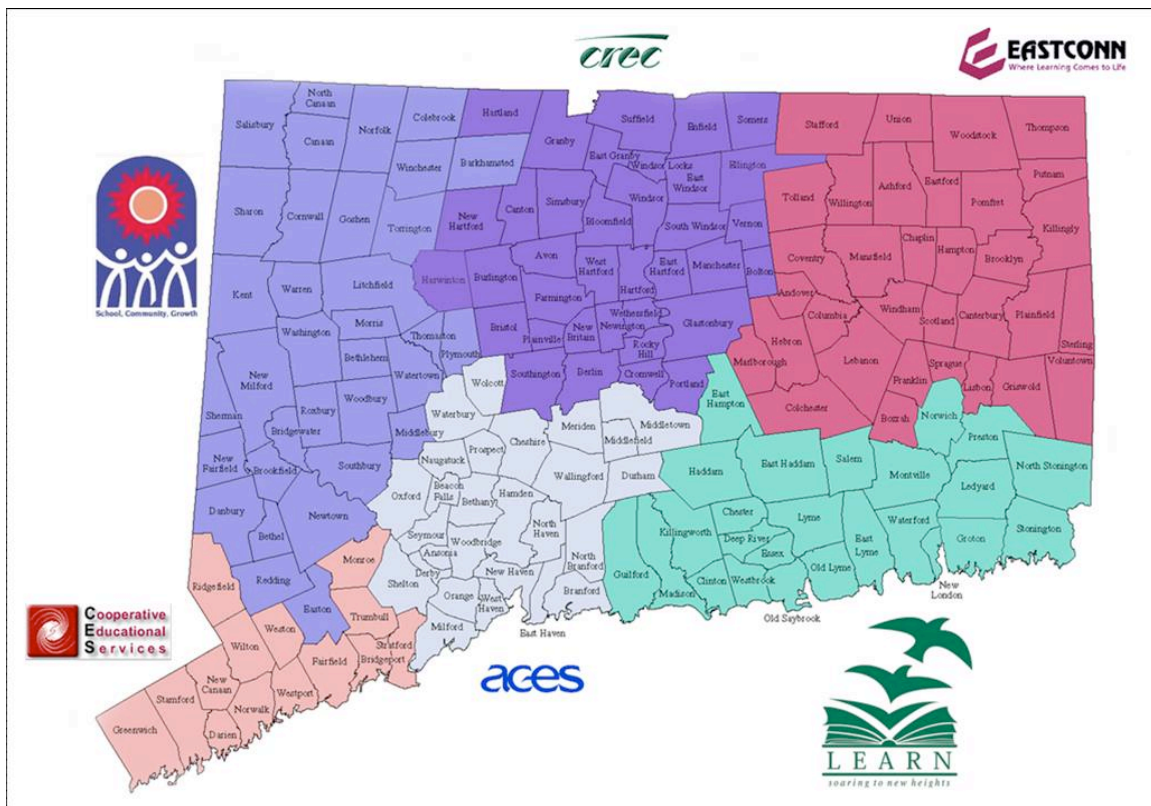 crec
EASTCONN
Where Learning Comes to Life
School, Community, Growth
Cooperative
Educational
Services
aces
LEARN
soaring to new heights
North
Canaan
Salisbury
Canaan
Norfolk
Colebrook
Winchester
Barkhamsted
Sharon
Cornwall
Goshen
Torrington
Kent
Warren
Litchfield
Washington
Morris
Bethlehem
Thomaston
Plymouth
Watertown
New
Milford
Sherman
Roxbury
Woodbury
Bridgewater
Middlebury
New
Fairfield
Brookfield
Southbury
Danbury
Newtown
Bethel
Redding
Easton
Hartland
Granby
Suffield
Enfield
Somers
East Granby
Windsor Locks
Ellington
East
Windsor
New
Hartford
Canton
Simsbury
Windsor
Bloomfield
South Windsor
Vernon
Avon
West
Hartford
East
Hartford
Manchester
Bolton
Harwinton
Burlington
Farmington
Hartford
Wethersfield
Glastonbury
Bristol
Plainville
New
Britain
Newington
Rocky
Hill
Southington
Berlin
Cromwell
Portland
Stafford
Union
Woodstock
Thompson
Putnam
Tolland
Willington
Ashford
Eastford
Pomfret
Killingly
Coventry
Mansfield
Chaplin
Hampton
Brooklyn
Andover
Columbia
Windham
Scotland
Canterbury
Plainfield
Sterling
Hebron
Marlborough
Lebanon
Sprague
Franklin
Lisbon
Griswold
Voluntown
Colchester
Bozrah
East
Hampton
Norwich
Preston
Haddam
East Haddam
Salem
Montville
North Stonington
Ledyard
Chester
Killingworth
Lyme
Deep River
Waterford
Stonington
Essex
East
Lyme
Groton
Guilford
Madison
Clinton
Westbrook
Old Lyme
New
London
Old Saybrook
Wolcott
Waterbury
Meriden
Middletown
Cheshire
Middlefield
Prospect
Naugatuck
Wallingford
Durham
Oxford
Beacon
Falls
Bethany
Hamden
Seymour
Woodbridge
North
Haven
Ansonia
North
Branford
Derby
New Haven
Shelton
Orange
West
Haven
Branford
Milford
East Haven
Monroe
Ridgefield
Trumbull
Weston
Wilton
Stratford
Fairfield
Bridgeport
New
Canaan
Westport
Stamford
Norwalk
Greenwich
Darien